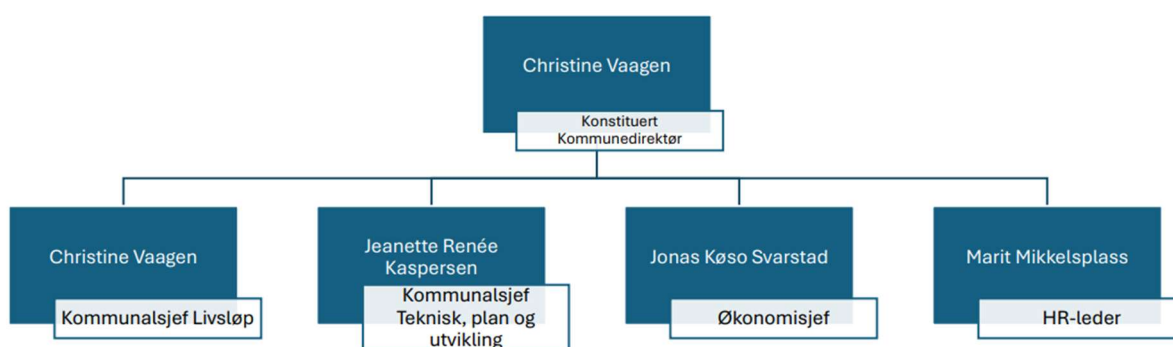 Christine Vaagen
Konstituert
Kommunedirektør
Christine Vaagen
Kommunalsjef Livsløp
Jeanette Renée
Kaspersen
Kommunalsjef
Teknisk, plan og
utvikling
Jonas Køso Svarstad
Økonomisjef
Marit Mikkelsplass
HR-leder